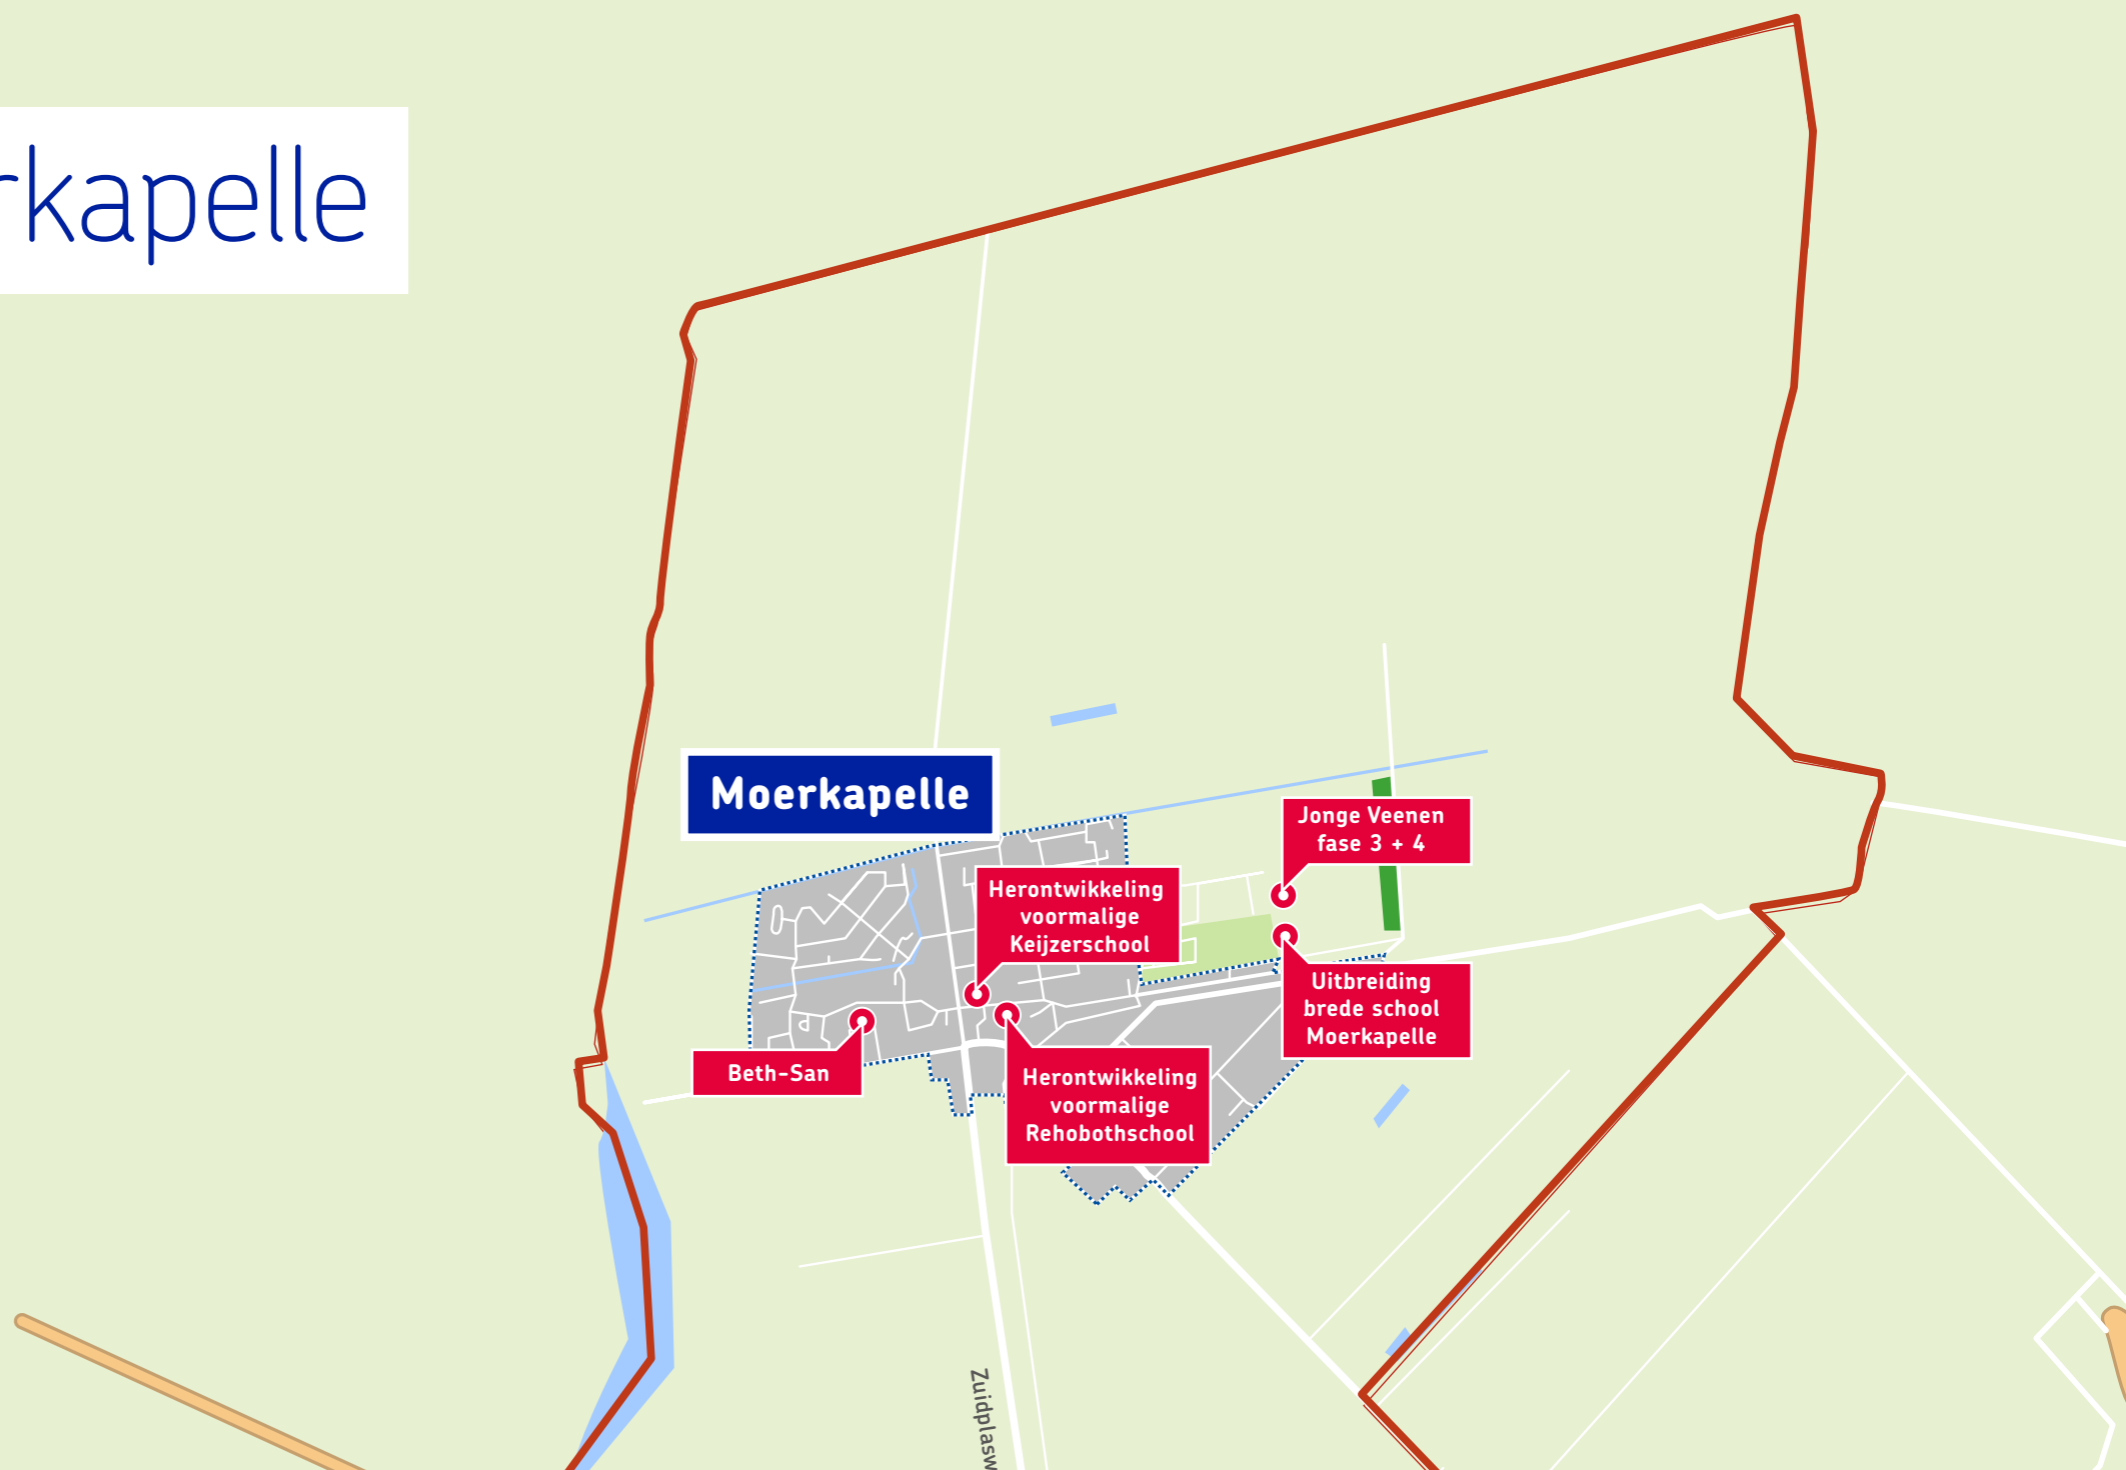 rkapelle
Moerkapelle
Jonge Veenen
fase 3 + 4
Herontwikkeling
voormalige
Keijzerschool
Uitbreiding
brede school
Moerkapelle
Beth-San
Herontwikkeling
voormalige
Rehobothschool
Zuidplasw